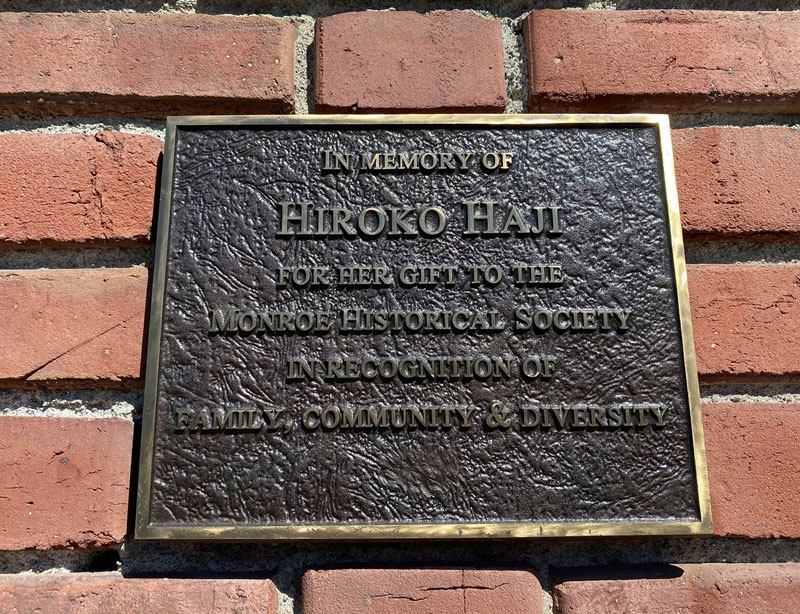 In memory of
Hiroko Haji
for her gift to the
Monroe Historical Society
in recognition of
family, community & diversity